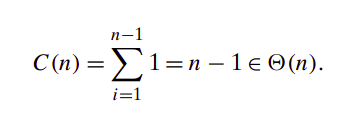 C(n) = ∑_{i=1}^{n−1} 1 = n − 1 ∈ Θ(n).